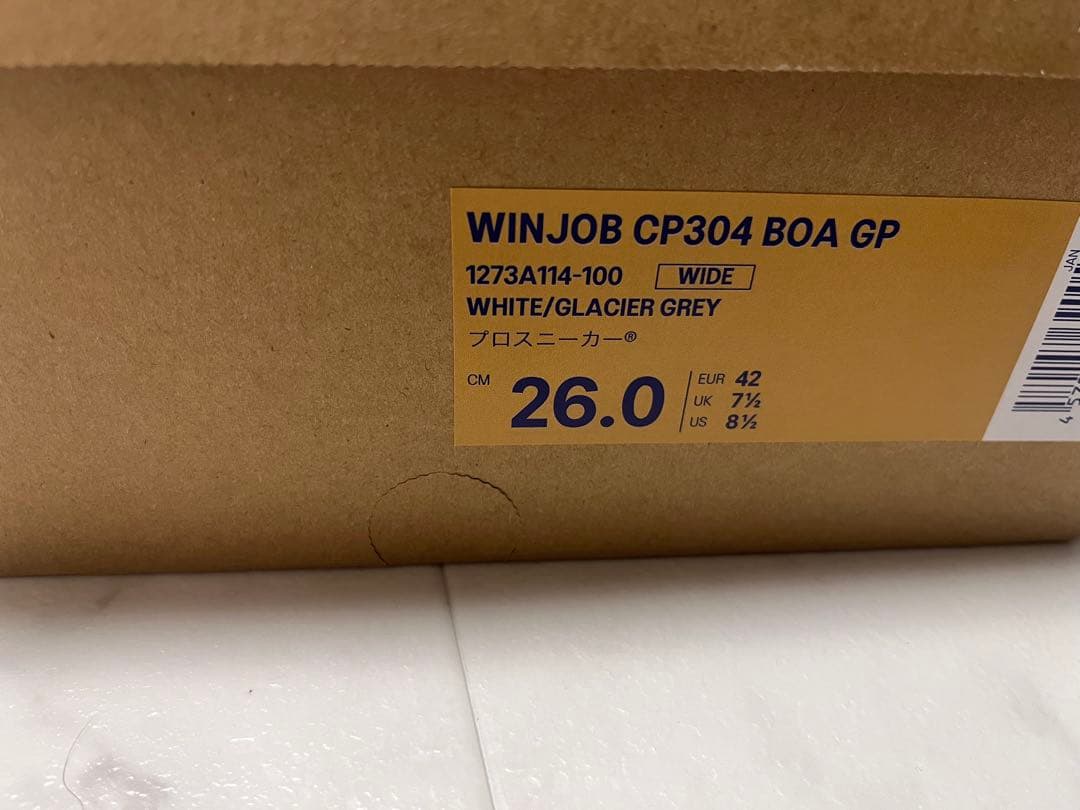 WINJOB CP304 BOA GP
1273A114-100 WIDE
WHITE/GLACIER GREY
プロスニーカー®
CM 26.0
EUR 42
UK 7½
US 8½
JAN